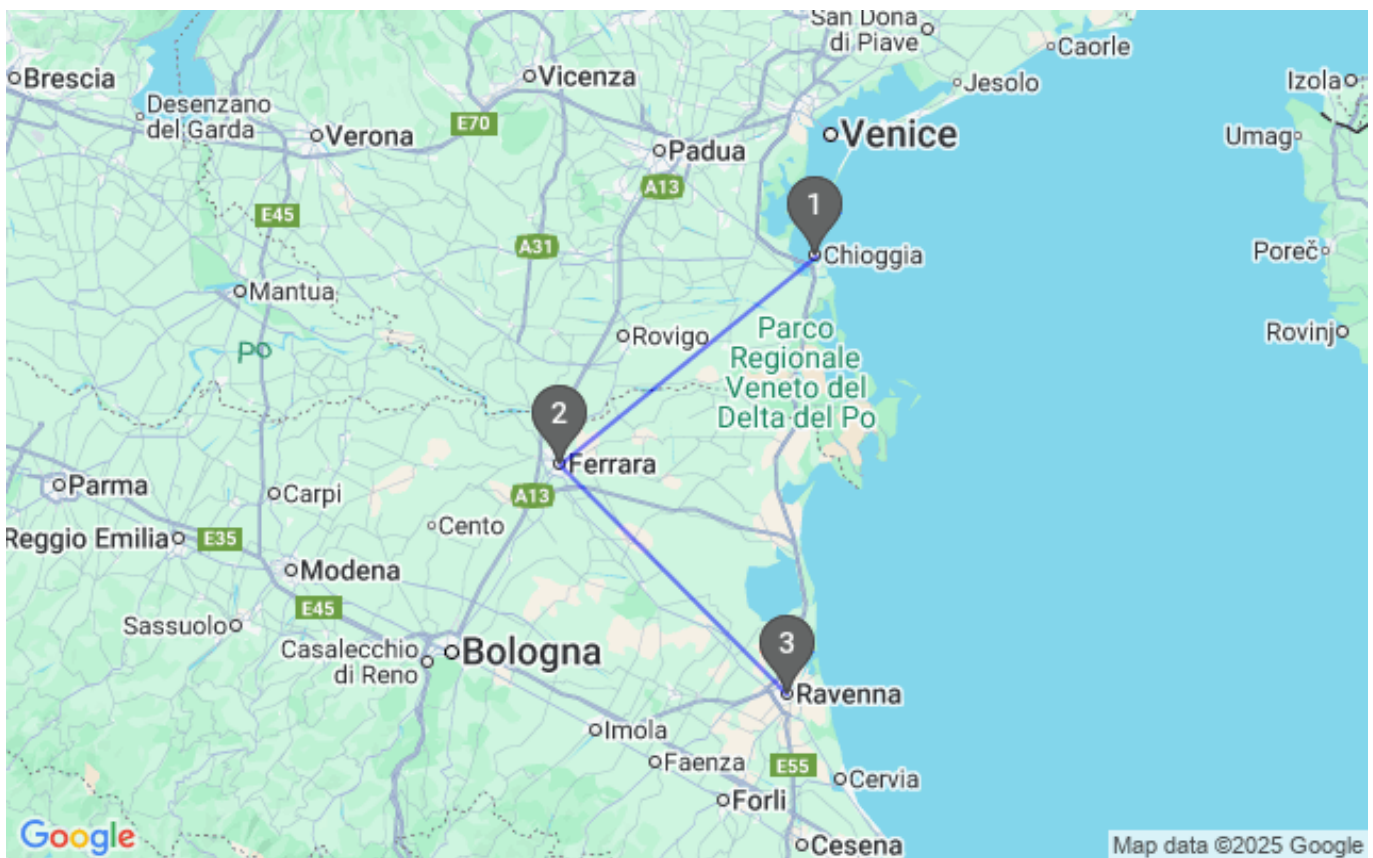 San Dona
di Piave
Caorle
Brescia
Vicenza
Jesolo
Izola
Desenzano
del Garda
Verona
E70
Venice
Umag
Padua
A13
1
E45
A31
Chioggia
Poreč
Mantua
Rovigo
Parco
Regionale
Veneto del
Delta del Po
Rovinj
PO
2
Ferrara
Parma
Carpi
A13
Cento
Reggio Emilia
E35
Modena
E45
Sassuolo
Casalecchio
di Reno
Bologna
3
Ravenna
Imola
Faenza
E55
Cervia
Forli
Cesena
Google
Map data ©2025 Google